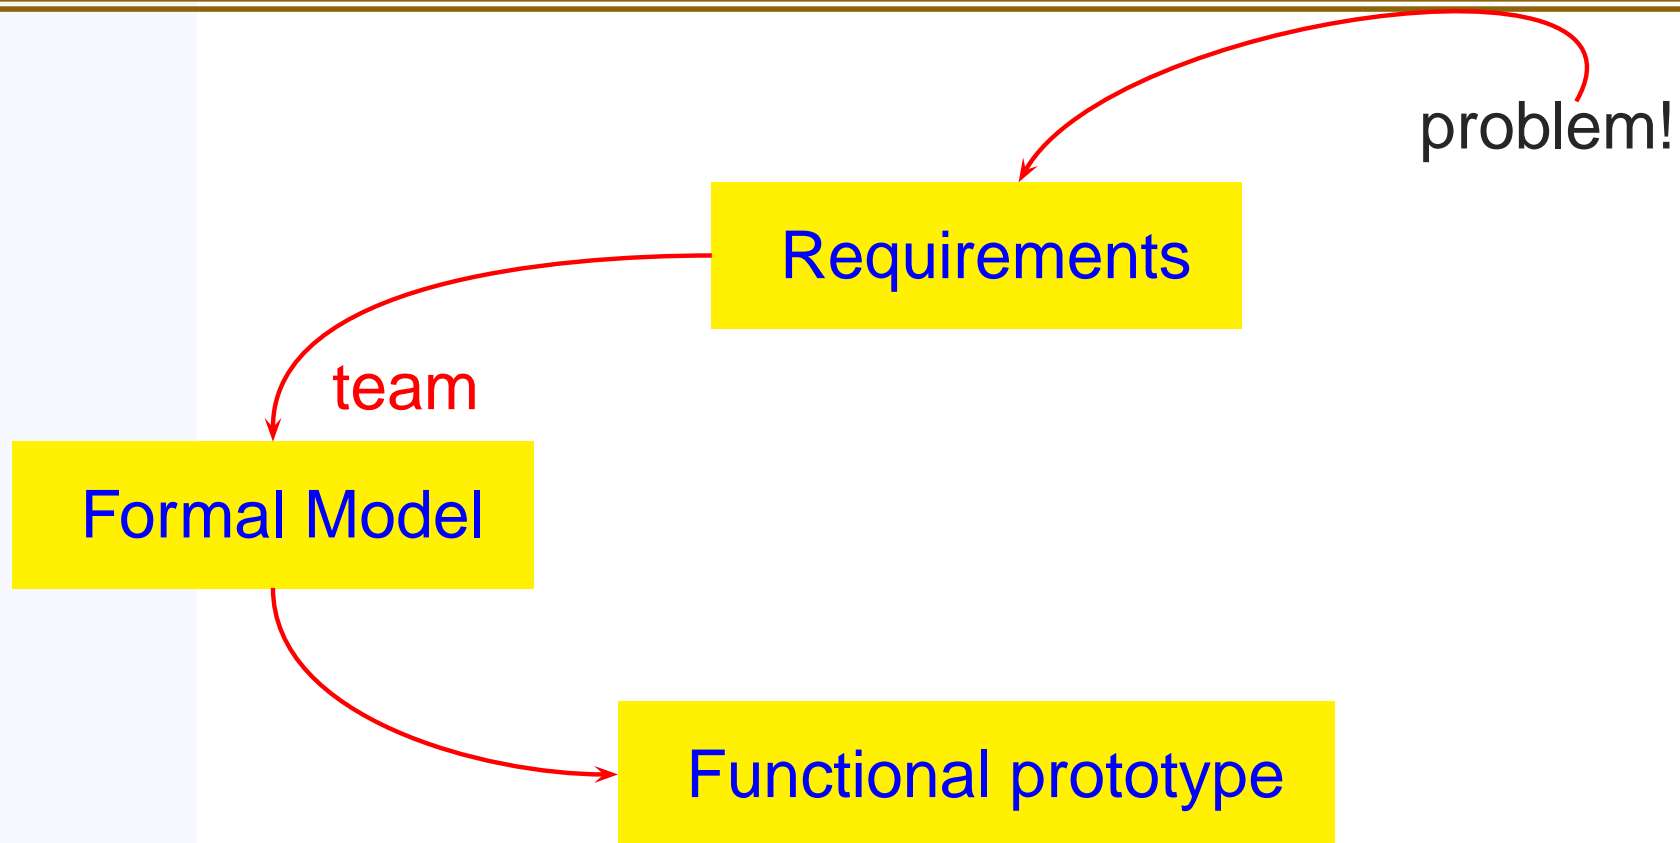 problem!
Requirements
team
Formal Model
Functional prototype